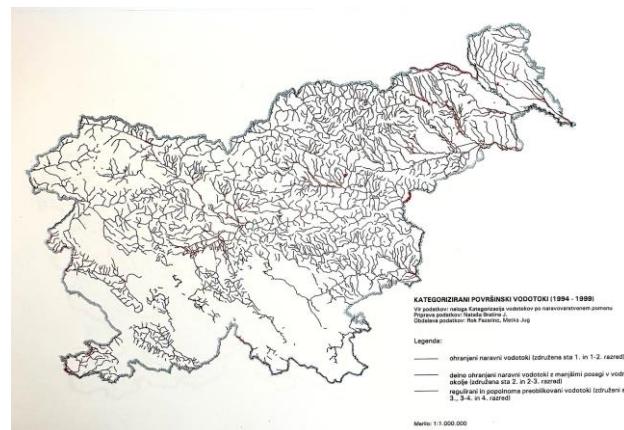 KATEGORIZIRANI POVRŠINSKI VODOTOKI (1994 - 1999)
Vir podatkov: naloga Kategorizacija vodotokov po naravovarstvenem pomenu
Priprava podatkov: Nataša Bratina J.
Obdelava podatkov: Rok Fazarinc, Matka Jug
Legenda:
ohranjeni naravni vodotoki (združena sta 1. in 1-2. razred)
delno ohranjeni naravni vodotoki z manjšimi posegi v vodno
okolje (združena sta 2. in 2-3. razred)
regulirani in popolnoma preoblikovani vodotoki (združeni s
3., 3-4. in 4. razred)
Merilo: 1:1.000.000